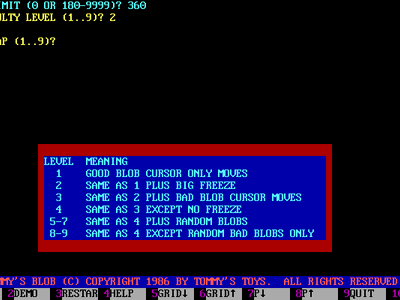 IMIT (0 OR 180-9999)? 360
ULTY LEVEL (1..9)? 2
AP (1..9)?
LEVEL MEANING
1 GOOD BLOB CURSOR ONLY MOVES
2 SAME AS 1 PLUS BIG FREEZE
3 SAME AS 2 PLUS BAD BLOB CURSOR MOVES
4 SAME AS 3 EXCEPT NO FREEZE
5-7 SAME AS 4 PLUS RANDOM BLOBS
8-9 SAME AS 4 EXCEPT RANDOM BAD BLOBS ONLY
MY'S BLOB (C) COPYRIGHT 1986 BY TOMMY'S TOYS. ALL RIGHTS RESERVED
2DEMO 3RESTAR 4HELP 5GRID↓ 6GRID↑ 7P↓ 8P↑ 9QUIT 10